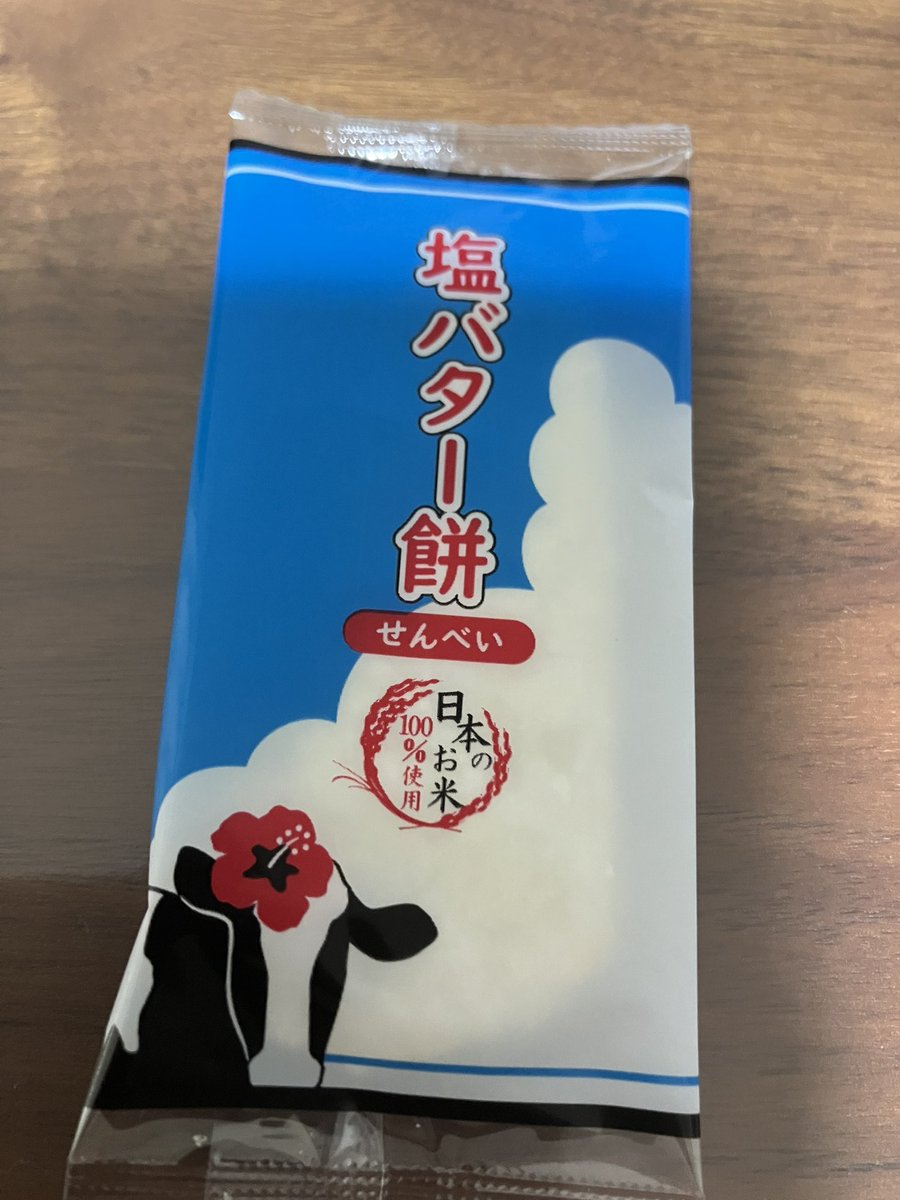 塩バター餅
せんべい
日本の
お米
100%使用